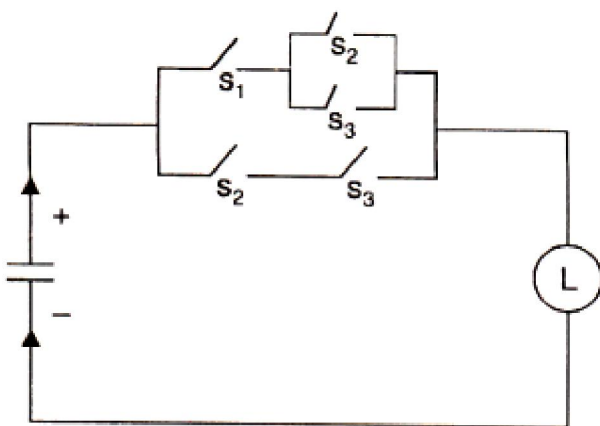 S₂
S₁
S₃
S₂ S₃
+
L
–